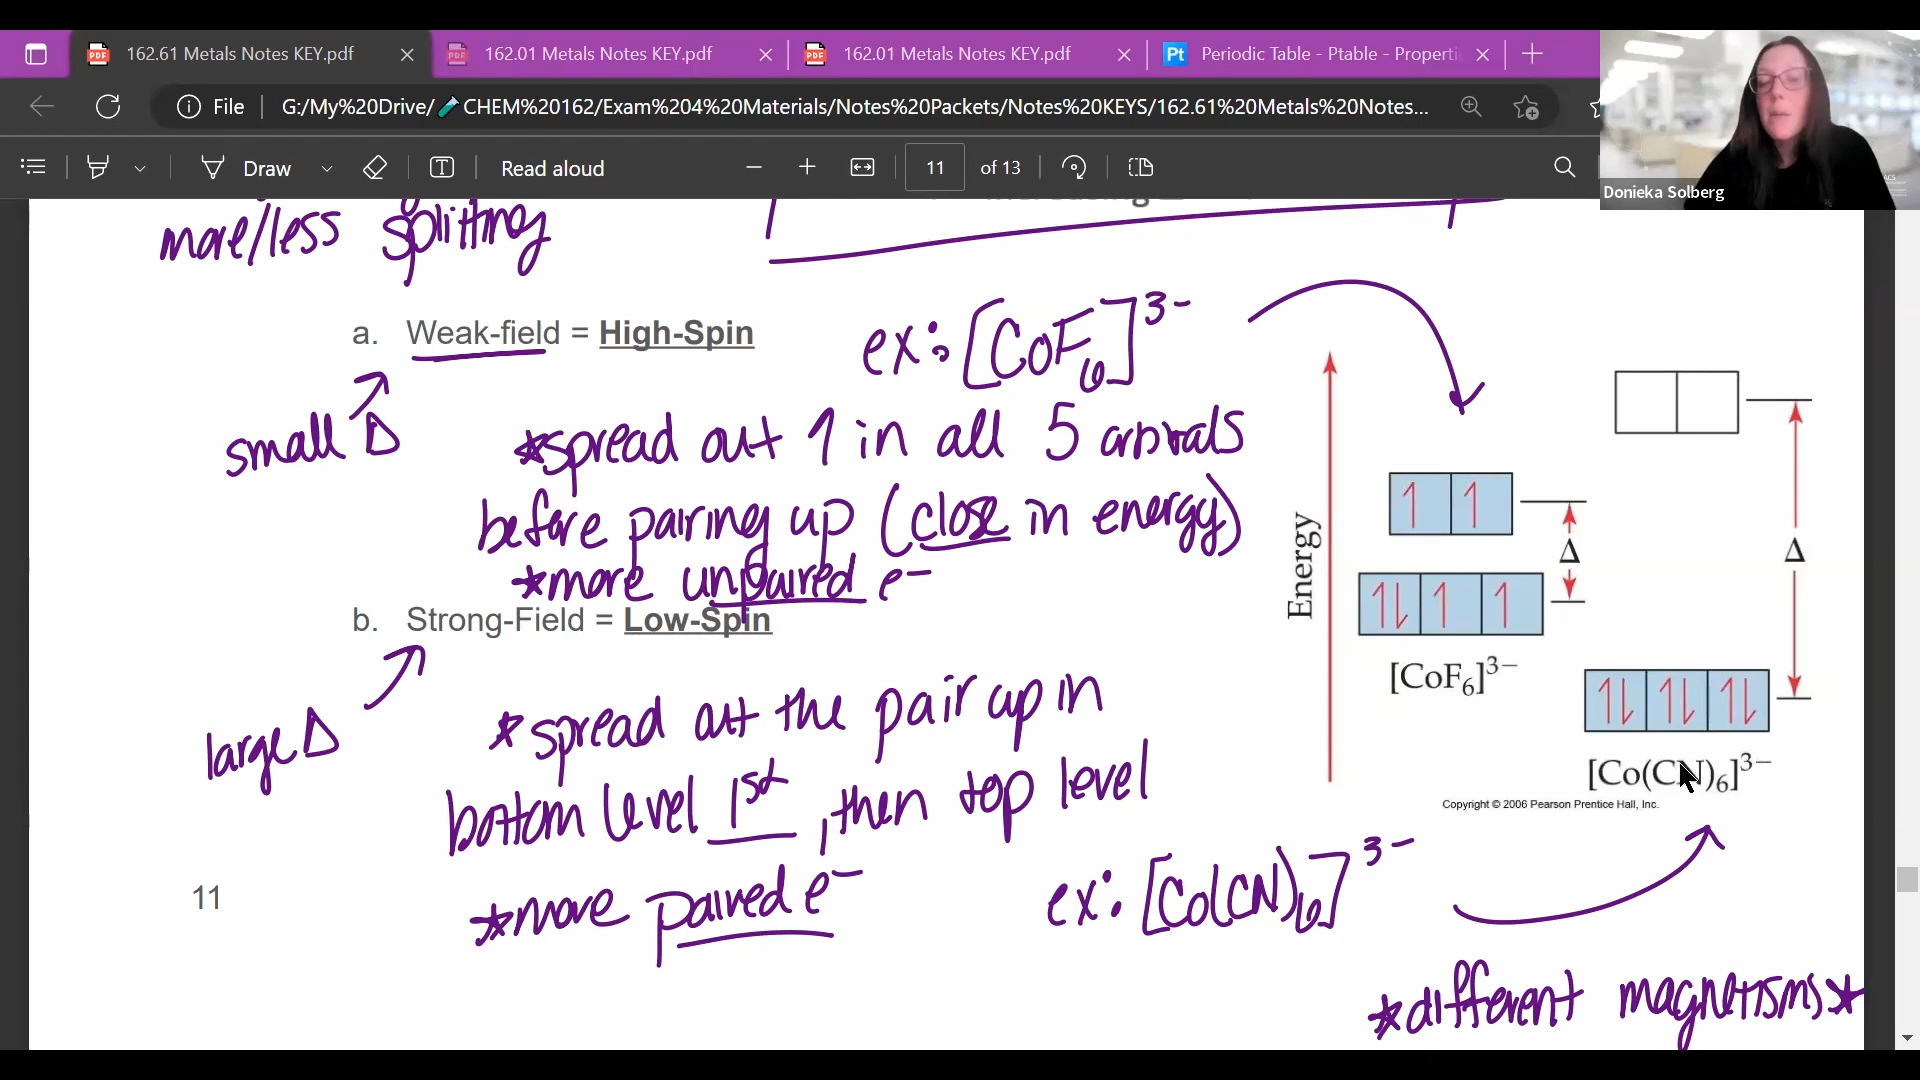 162.61 Metals Notes KEY.pdf
162.01 Metals Notes KEY.pdf
162.01 Metals Notes KEY.pdf
Pt Periodic Table - Ptable - Properti
File
G:/My%20Drive/🧪CHEM%20162/Exam%204%20Materials/Notes%20Packets/Notes%20KEYS/162.61%20Metals%20Notes...
Draw
Read aloud
11 of 13
Donieka Solberg
more/less splitting
a. Weak-field = High-Spin
ex: [CoF6]3-
small Δ
*spread out 1 in all 5 orbitals
before pairing up (close in energy)
*more unpaired e-
b. Strong-Field = Low-Spin
large Δ
*spread out the pair up in
bottom level 1st, then top level
*more paired e-
ex: [Co(CN)6]3-
*different magnetisms*
Energy
Δ
Δ
[CoF6]3−
[Co(CN)6]3−
Copyright © 2006 Pearson Prentice Hall, Inc.
11